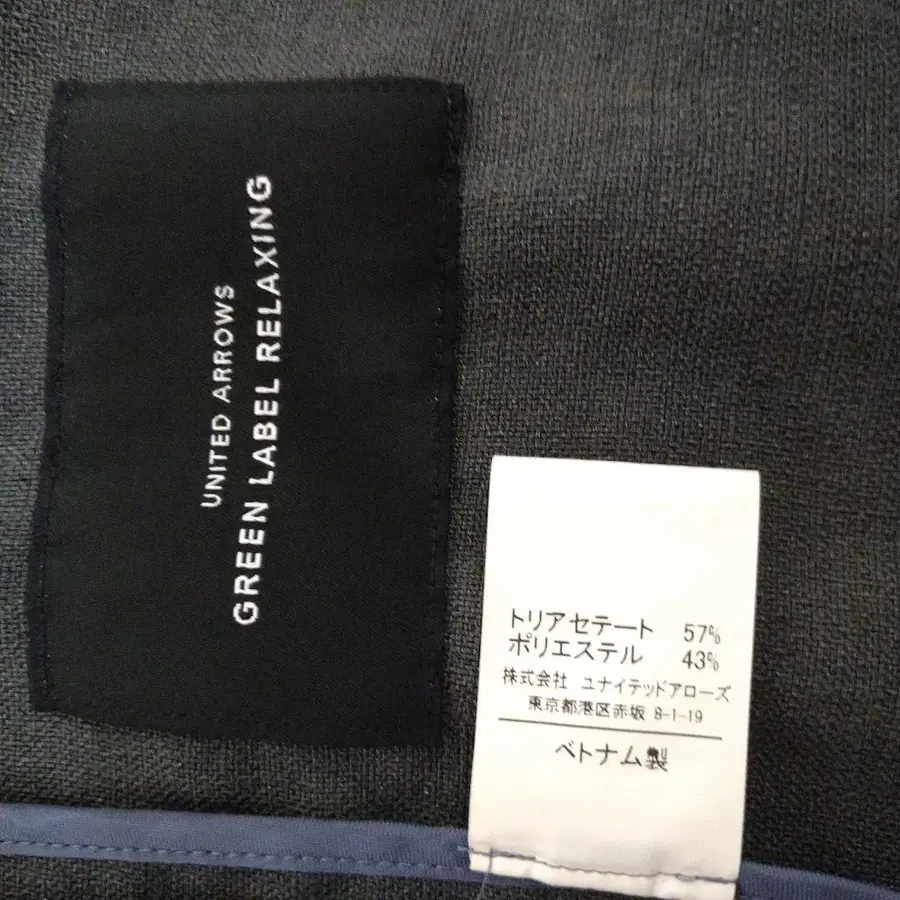 UNITED ARROWS
GREEN LABEL RELAXING
トリアセテート 57%
ポリエステル 43%
株式会社 ユナイテッドアローズ
東京都港区赤坂 8-1-19
ベトナム製